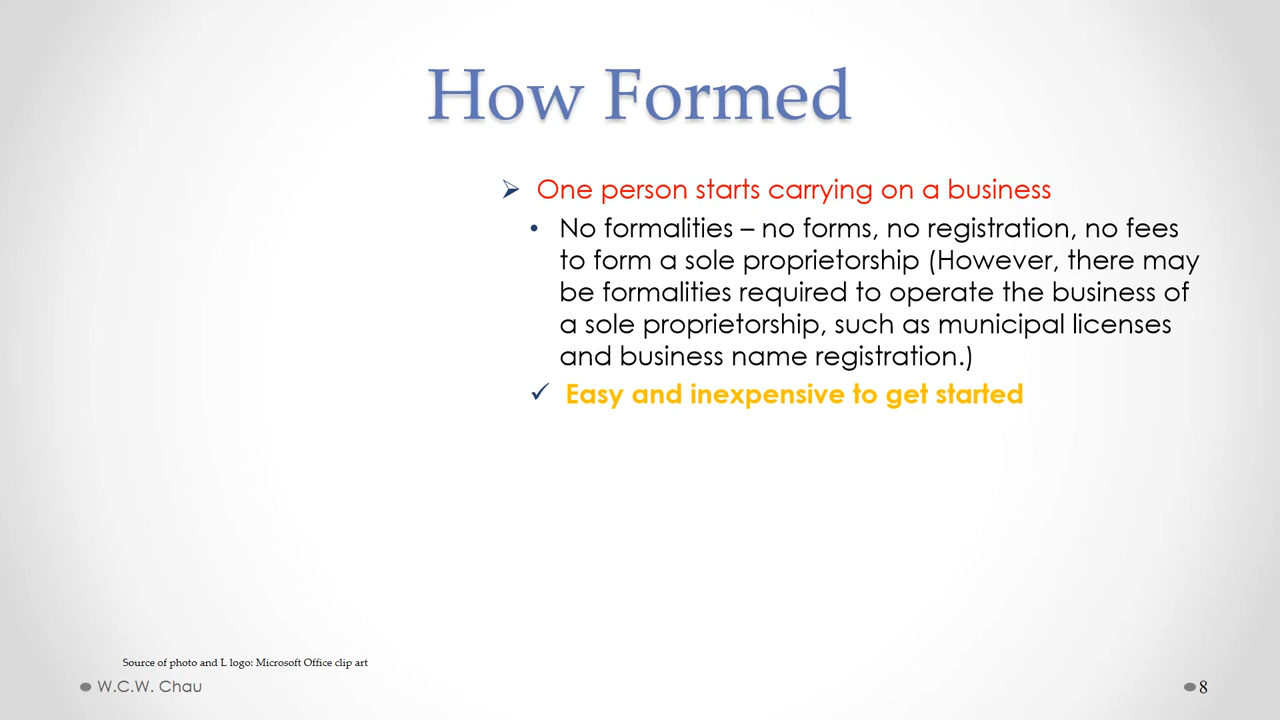 How Formed
One person starts carrying on a business
No formalities – no forms, no registration, no fees
to form a sole proprietorship (However, there may
be formalities required to operate the business of
a sole proprietorship, such as municipal licenses
and business name registration.)
Easy and inexpensive to get started
Source of photo and L logo: Microsoft Office clip art
W.C.W. Chau
8